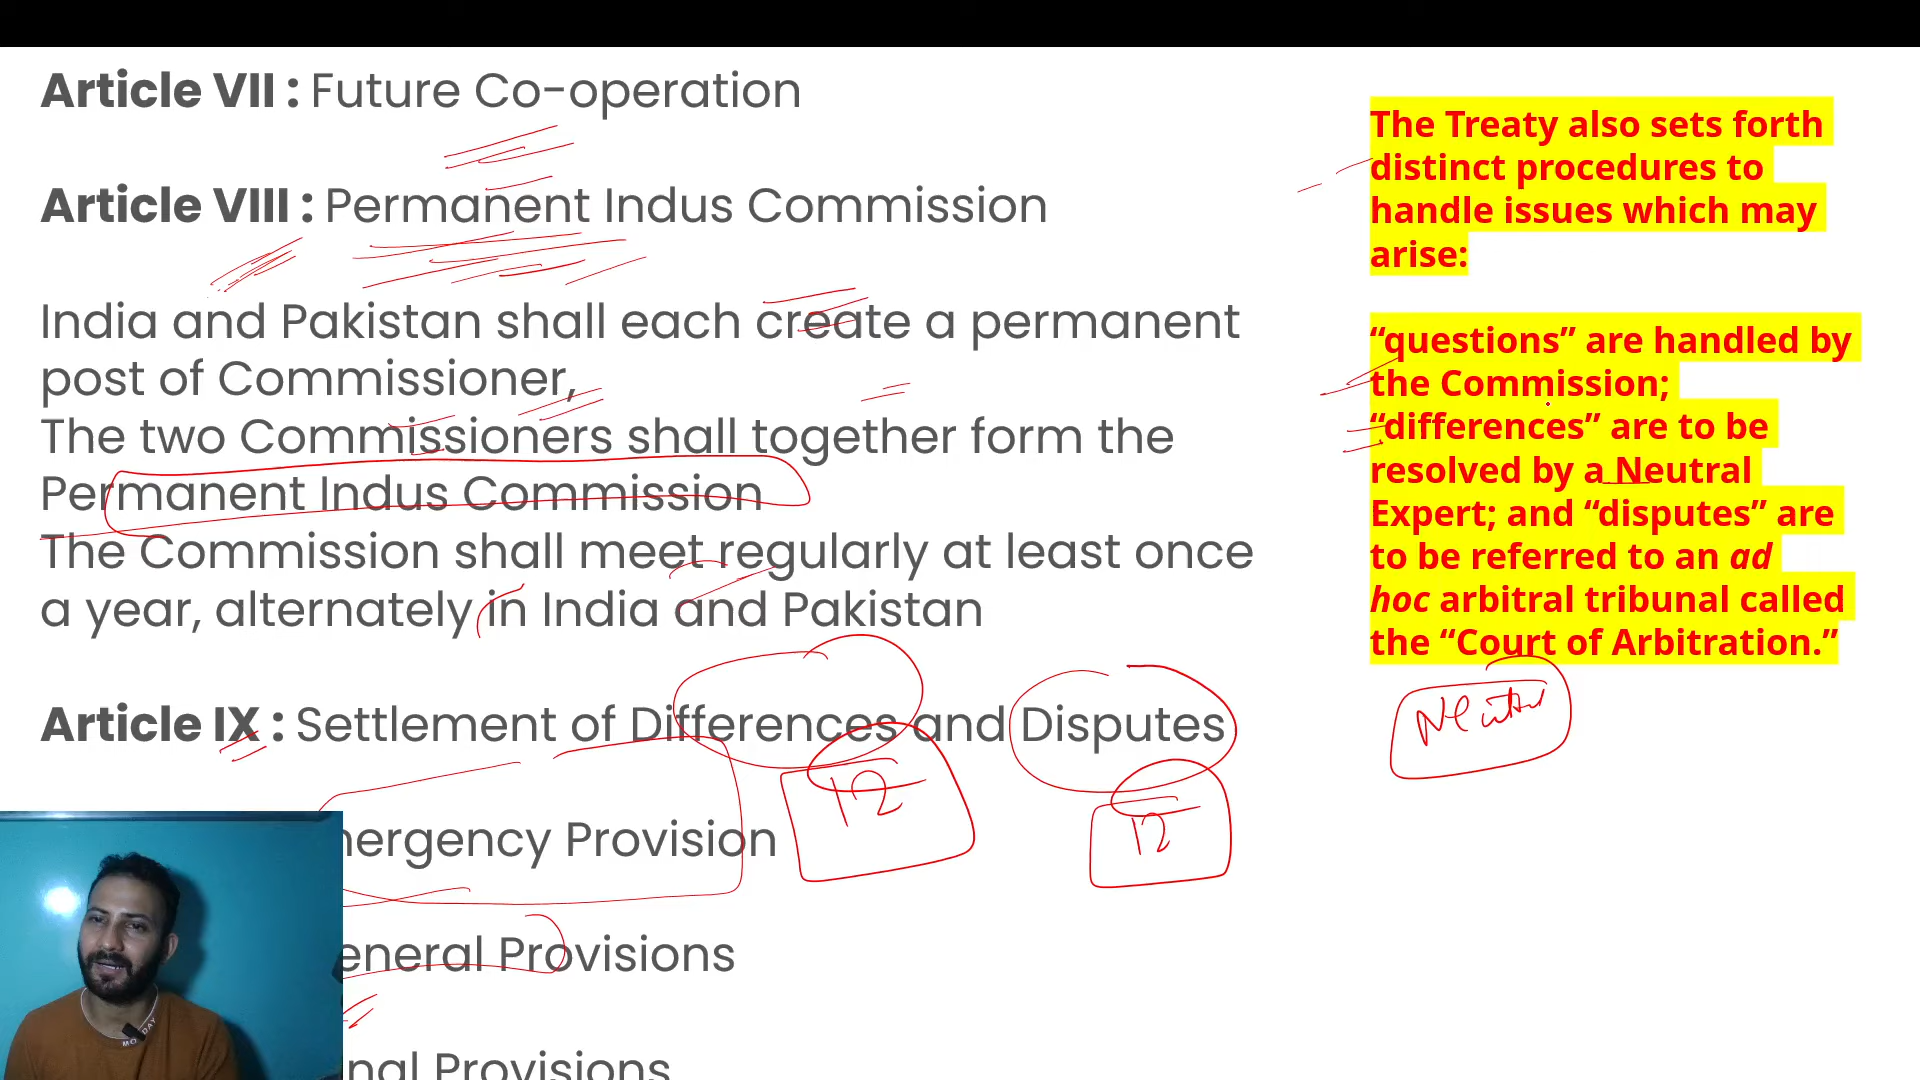 Article VII : Future Co-operation
Article VIII : Permanent Indus Commission
India and Pakistan shall each create a permanent
post of Commissioner,
The two Commissioners shall together form the
Permanent Indus Commission
The Commission shall meet regularly at least once
a year, alternately in India and Pakistan
Article IX : Settlement of Differences and Disputes
12
12
mergency Provision
eneral Provisions
nal Provisions
The Treaty also sets forth
distinct procedures to
handle issues which may
arise:
“questions” are handled by
the Commission;
“differences” are to be
resolved by a Neutral
Expert; and “disputes” are
to be referred to an ad
hoc arbitral tribunal called
the “Court of Arbitration.”